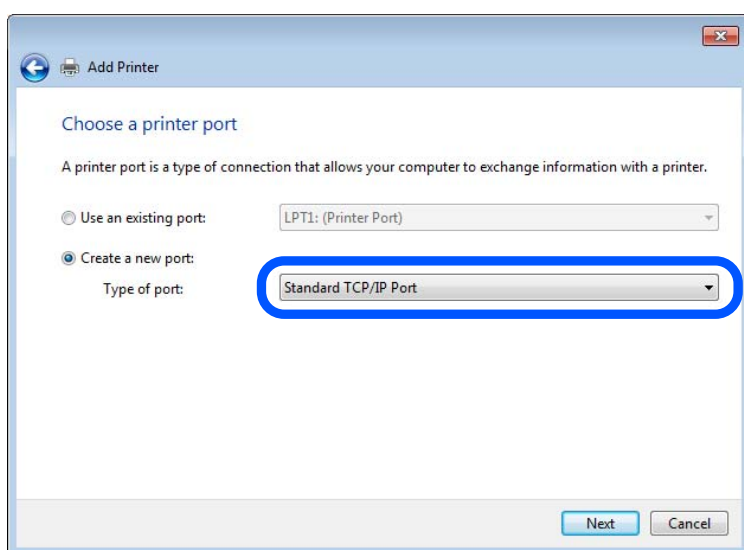 Add Printer
Choose a printer port
A printer port is a type of connection that allows your computer to exchange information with a printer.
Use an existing port: LPT1: (Printer Port)
Create a new port:
Type of port: Standard TCP/IP Port
Next Cancel